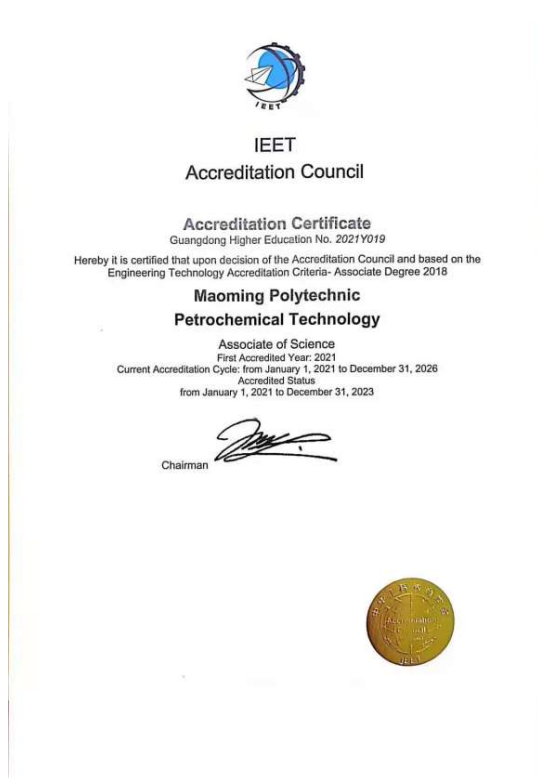 IEET
IEET
Accreditation Council
Accreditation Certificate
Guangdong Higher Education No. 2021Y019
Hereby it is certified that upon decision of the Accreditation Council and based on the
Engineering Technology Accreditation Criteria- Associate Degree 2018
Maoming Polytechnic
Petrochemical Technology
Associate of Science
First Accredited Year: 2021
Current Accreditation Cycle: from January 1, 2021 to December 31, 2026
Accredited Status
from January 1, 2021 to December 31, 2023
Chairman
Accreditation
IEET